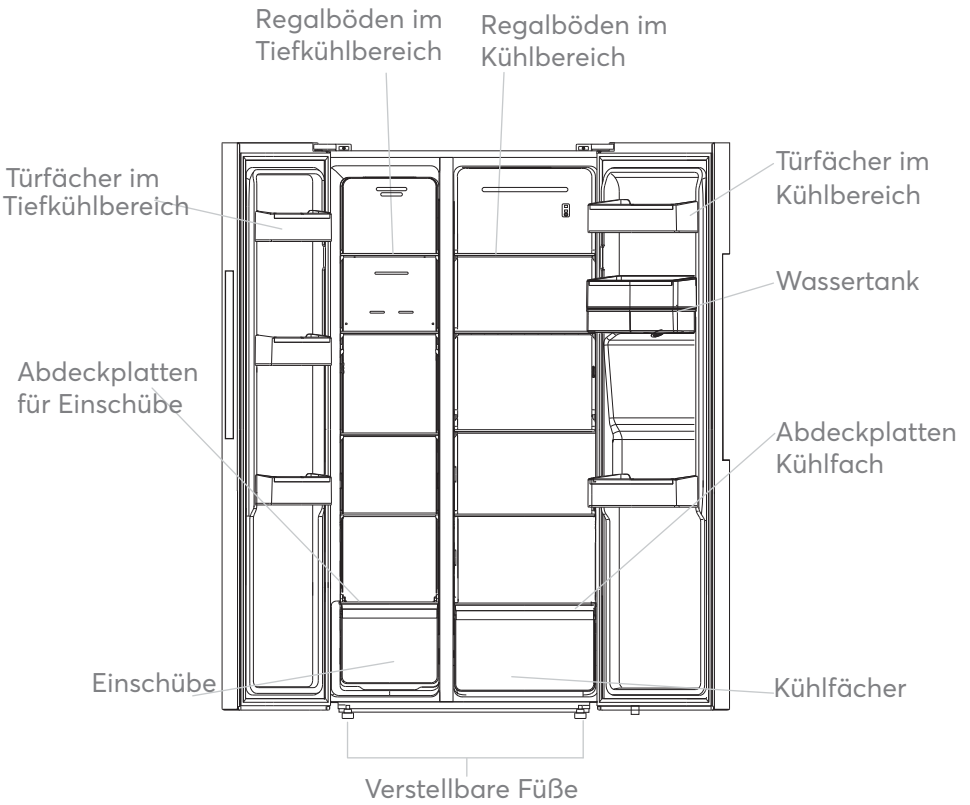 Regalböden im
Tiefkühlbereich
Regalböden im
Kühlbereich
Türfächer im
Tiefkühlbereich
Türfächer im
Kühlbereich
Wassertank
Abdeckplatten
für Einschübe
Abdeckplatten
Kühlfach
Einschübe
Kühlfächer
Verstellbare Füße